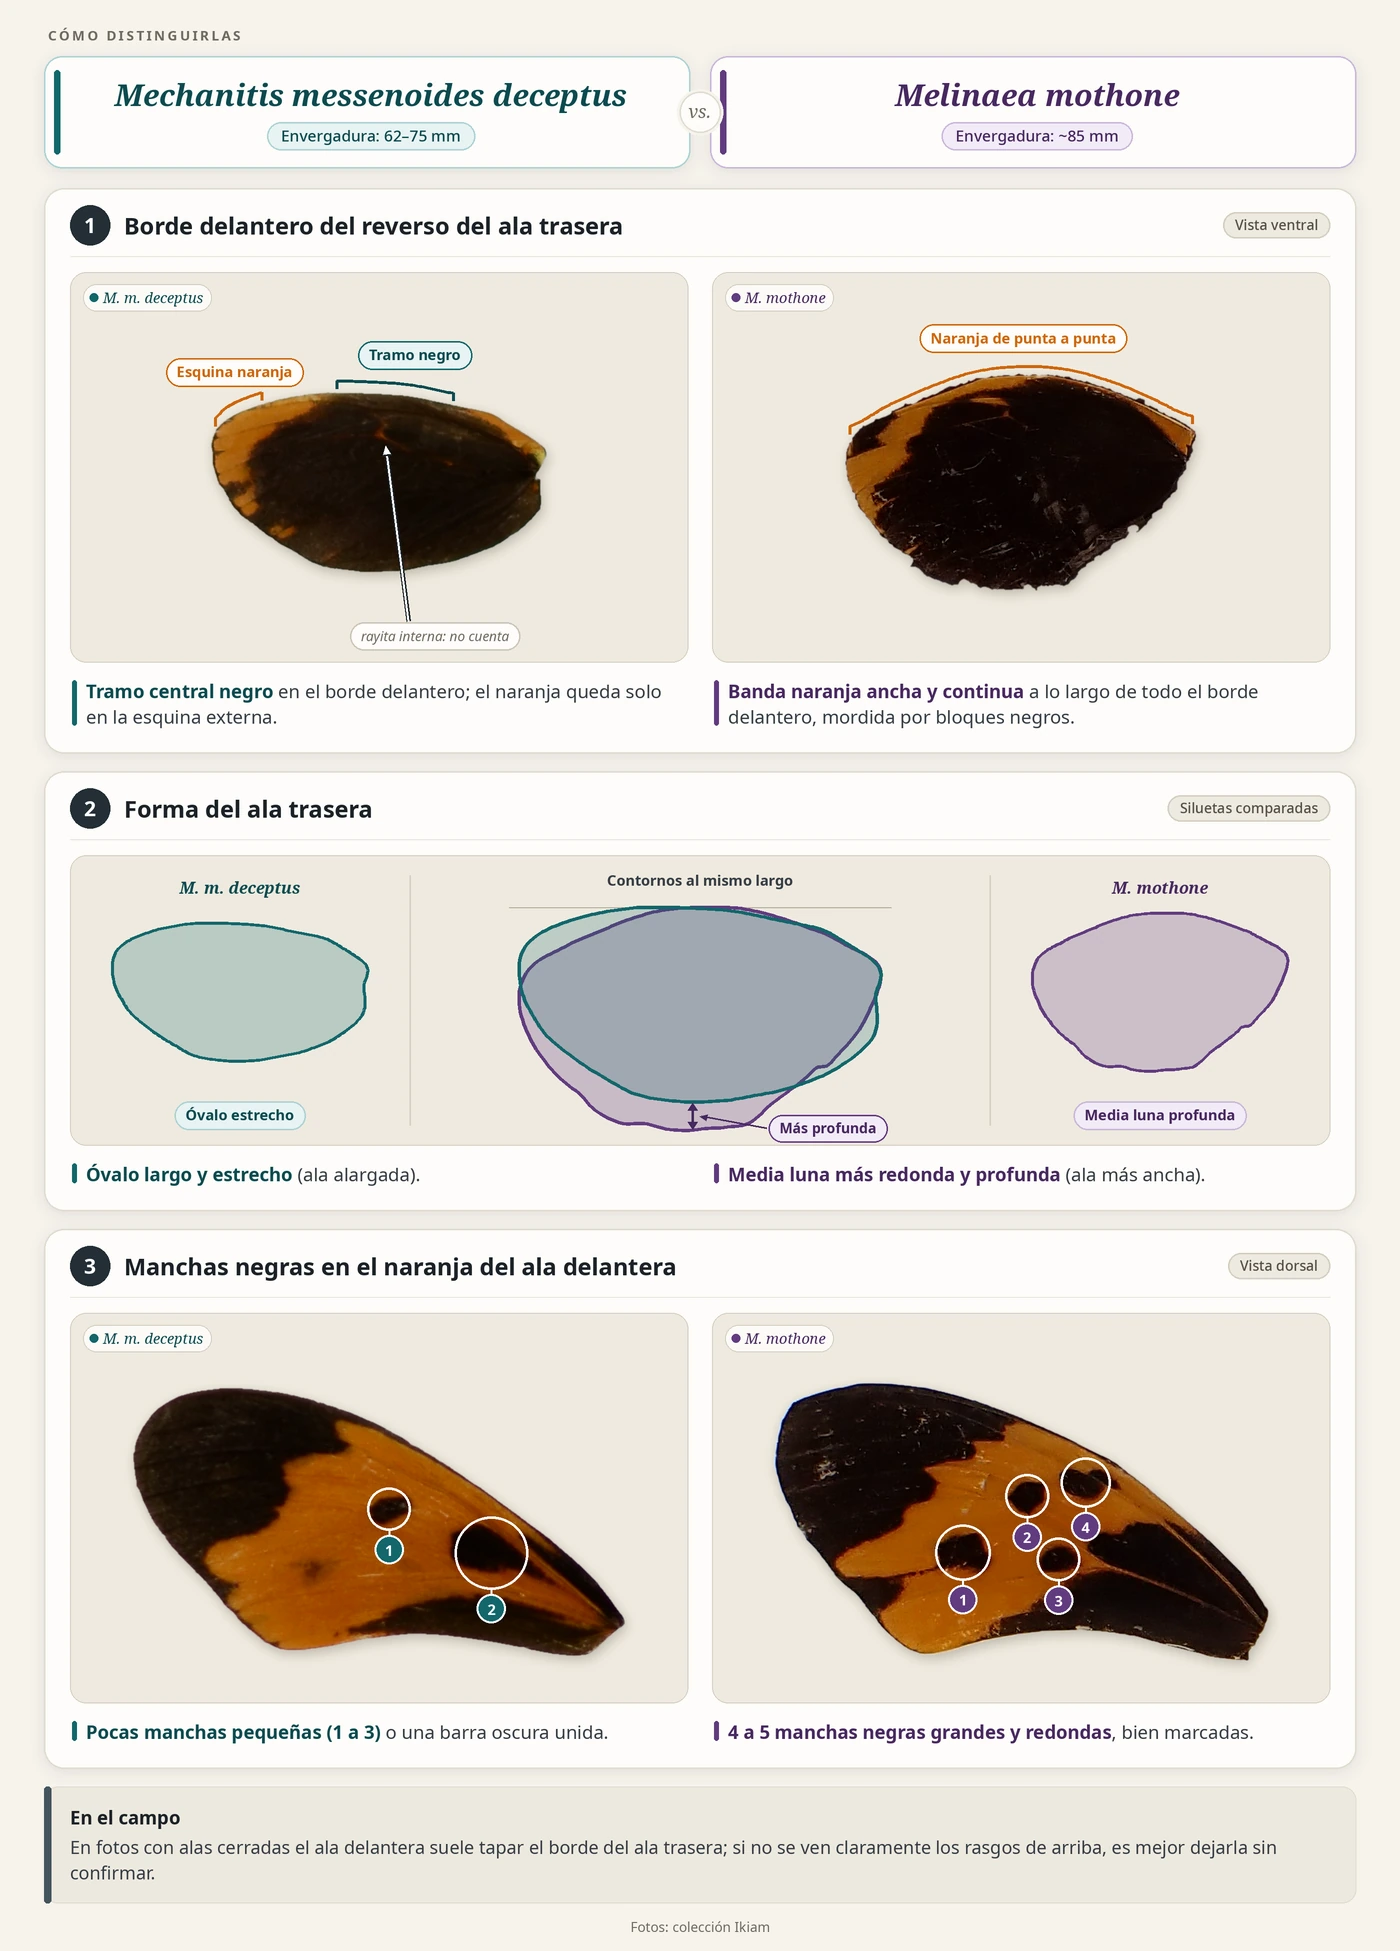 CÓMO DISTINGUIRLAS
Mechanitis messenoides deceptus
Envergadura: 62–75 mm
vs.
Melinaea mothone
Envergadura: ~85 mm
1 Borde delantero del reverso del ala trasera
Vista ventral
M. m. deceptus
Esquina naranja
Tramo negro
rayita interna: no cuenta
M. mothone
Naranja de punta a punta
Tramo central negro en el borde delantero; el naranja queda solo
en la esquina externa.
Banda naranja ancha y continua a lo largo de todo el borde
delantero, mordida por bloques negros.
2 Forma del ala trasera
Siluetas comparadas
M. m. deceptus
Óvalo estrecho
Contornos al mismo largo
Más profunda
M. mothone
Media luna profunda
Óvalo largo y estrecho (ala alargada).
Media luna más redonda y profunda (ala más ancha).
3 Manchas negras en el naranja del ala delantera
Vista dorsal
M. m. deceptus
1
2
M. mothone
1
2
3
4
Pocas manchas pequeñas (1 a 3) o una barra oscura unida.
4 a 5 manchas negras grandes y redondas, bien marcadas.
En el campo
En fotos con alas cerradas el ala delantera suele tapar el borde del ala trasera; si no se ven claramente los rasgos de arriba, es mejor dejarla sin
confirmar.
Fotos: colección Ikiam